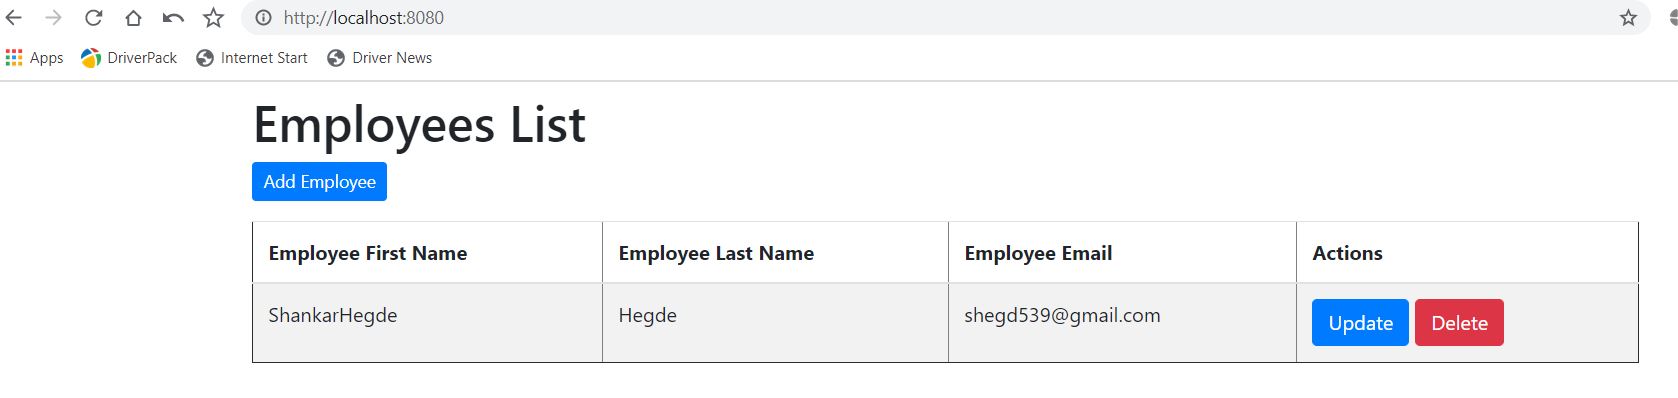 http://localhost:8080
Apps DriverPack Internet Start Driver News
Employees List
Add Employee
Employee First Name Employee Last Name Employee Email Actions
ShankarHegde Hegde shegd539@gmail.com Update Delete